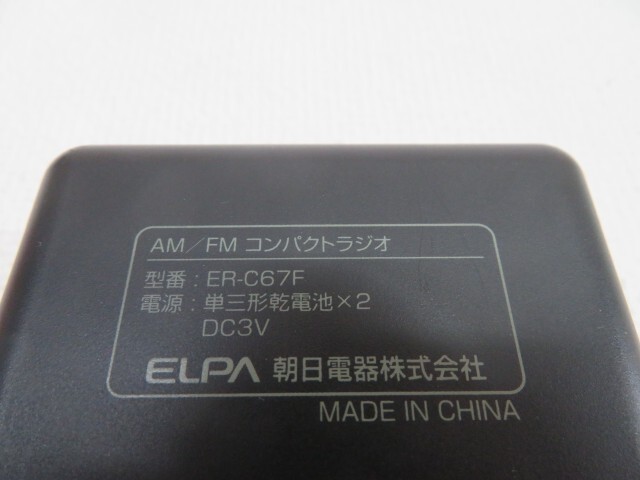 AM／FM コンパクトラジオ
型番：ER-C67F
電源：単三形乾電池×2
DC3V
ELPA 朝日電器株式会社
MADE IN CHINA